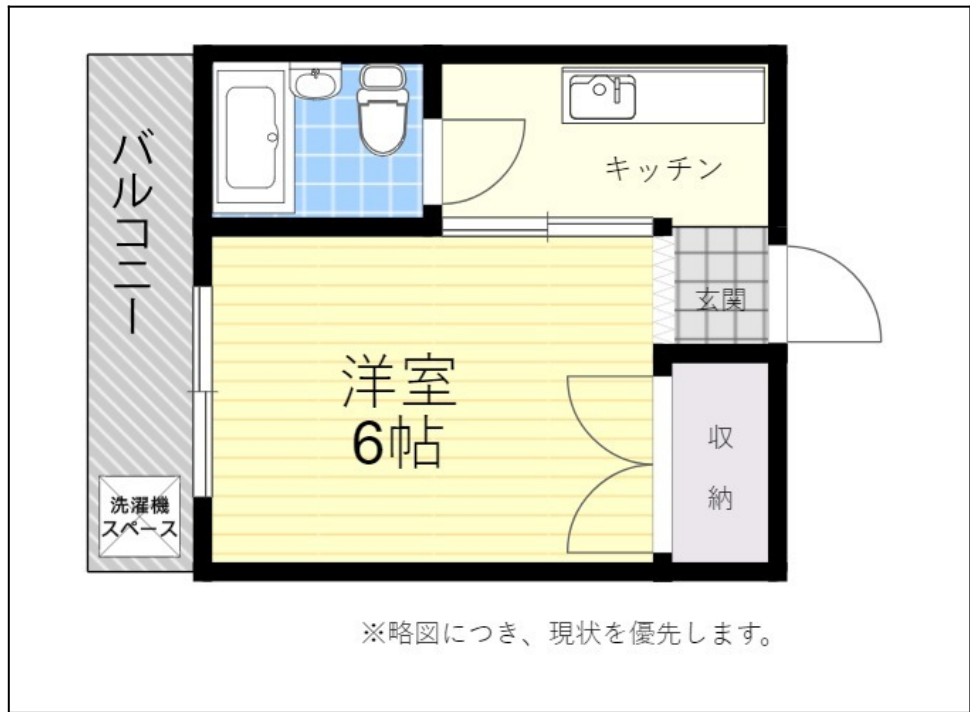 バルコニー
キッチン
玄関
洋室
6帖
収
納
洗濯機
スペース
※略図につき、現状を優先します。